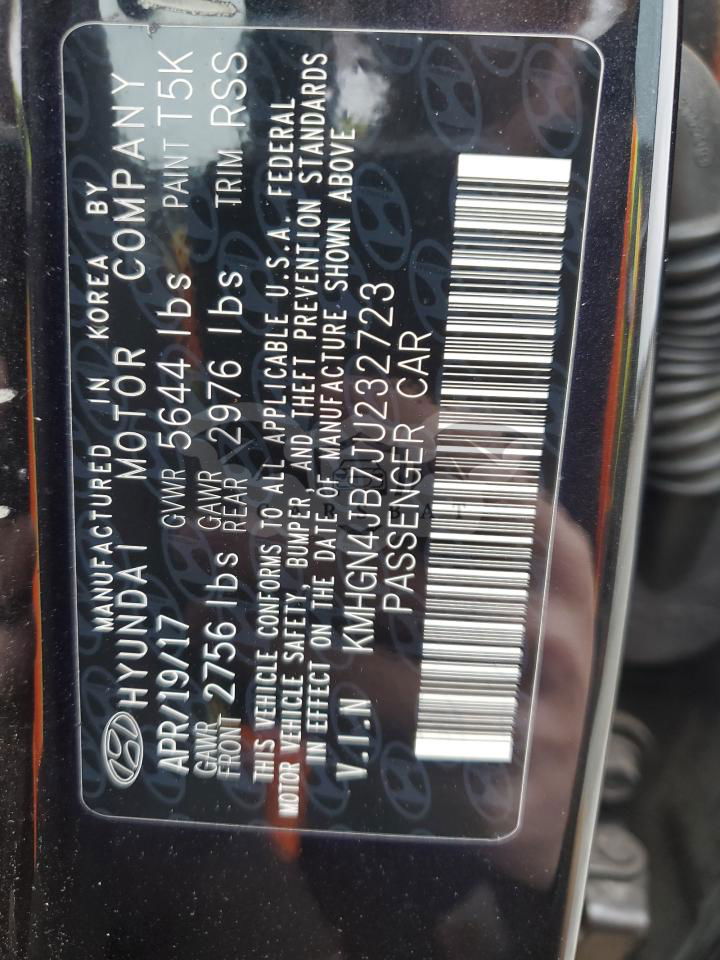 MANUFACTURED IN KOREA BY
HYUNDAI MOTOR COMPANY
APR/19/17 GVWR 5644 lbs PAINT T5K
GAWR FRONT 2756 lbs GAWR REAR 2976 lbs TRIM RSS
THIS VEHICLE CONFORMS TO ALL APPLICABLE U.S.A. FEDERAL
MOTOR VEHICLE SAFETY, BUMPER, AND THEFT PREVENTION STANDARDS
IN EFFECT ON THE DATE OF MANUFACTURE SHOWN ABOVE
V.I.N KMHGN4JB7JU232723
PASSENGER CAR